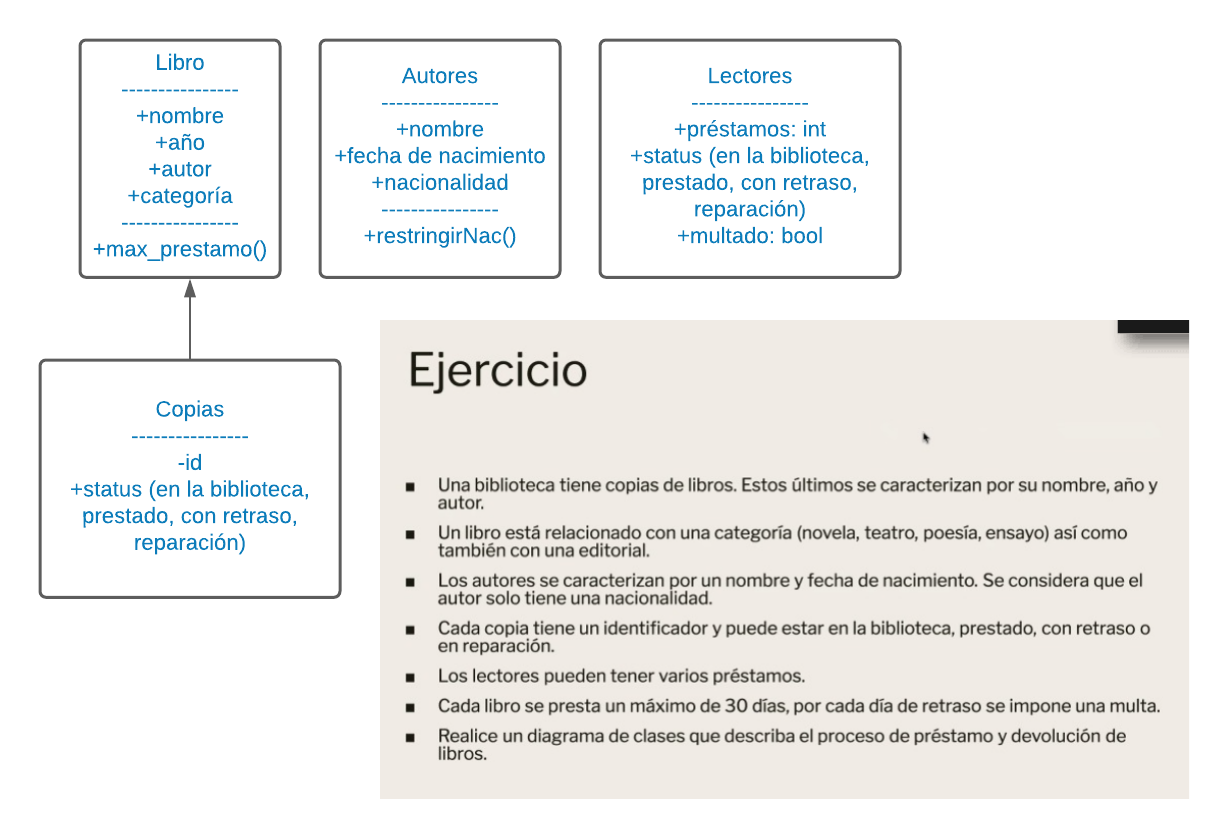 Libro
----------------
+nombre
+año
+autor
+categoría
----------------
+max_prestamo()
Autores
----------------
+nombre
+fecha de nacimiento
+nacionalidad
----------------
+restringirNac()
Lectores
----------------
+préstamos: int
+status (en la biblioteca,
prestado, con retraso,
reparación)
+multado: bool
Copias
----------------
-id
+status (en la biblioteca,
prestado, con retraso,
reparación)
Ejercicio
■ Una biblioteca tiene copias de libros. Estos últimos se caracterizan por su nombre, año y
autor.
■ Un libro está relacionado con una categoría (novela, teatro, poesía, ensayo) así como
también con una editorial.
■ Los autores se caracterizan por un nombre y fecha de nacimiento. Se considera que el
autor solo tiene una nacionalidad.
■ Cada copia tiene un identificador y puede estar en la biblioteca, prestado, con retraso o
en reparación.
■ Los lectores pueden tener varios préstamos.
■ Cada libro se presta un máximo de 30 días, por cada día de retraso se impone una multa.
■ Realice un diagrama de clases que describa el proceso de préstamo y devolución de
libros.